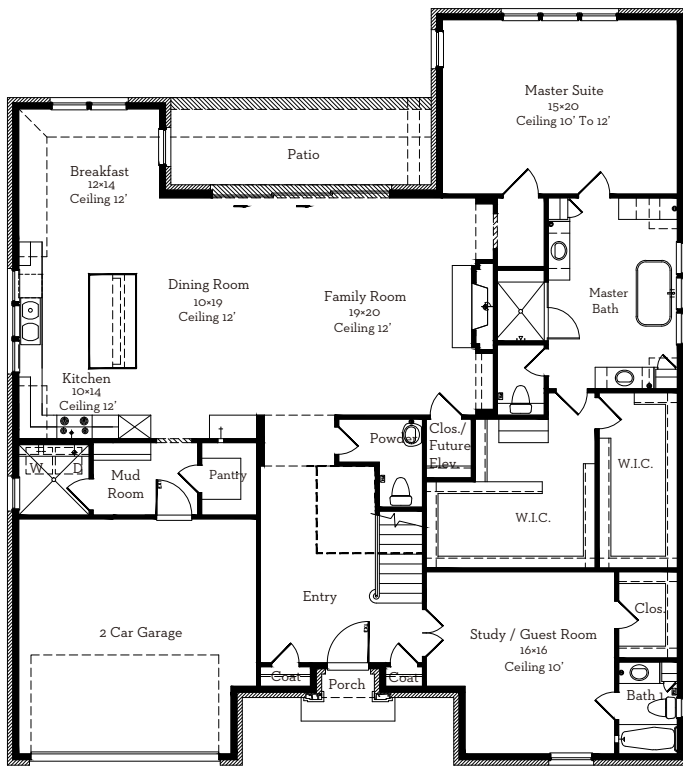 Master Suite
15×20
Ceiling 10' To 12'
Patio
Breakfast
12×14
Ceiling 12'
Dining Room
10×19
Ceiling 12'
Family Room
19×20
Ceiling 12'
Master
Bath
Kitchen
10×14
Ceiling 12'
Powder
Clos./
Future
Elev.
W
D
Mud
Room
Pantry
W.I.C.
W.I.C.
Entry
2 Car Garage
Study / Guest Room
16×16
Ceiling 10'
Clos.
Coat
Porch
Coat
Bath 1